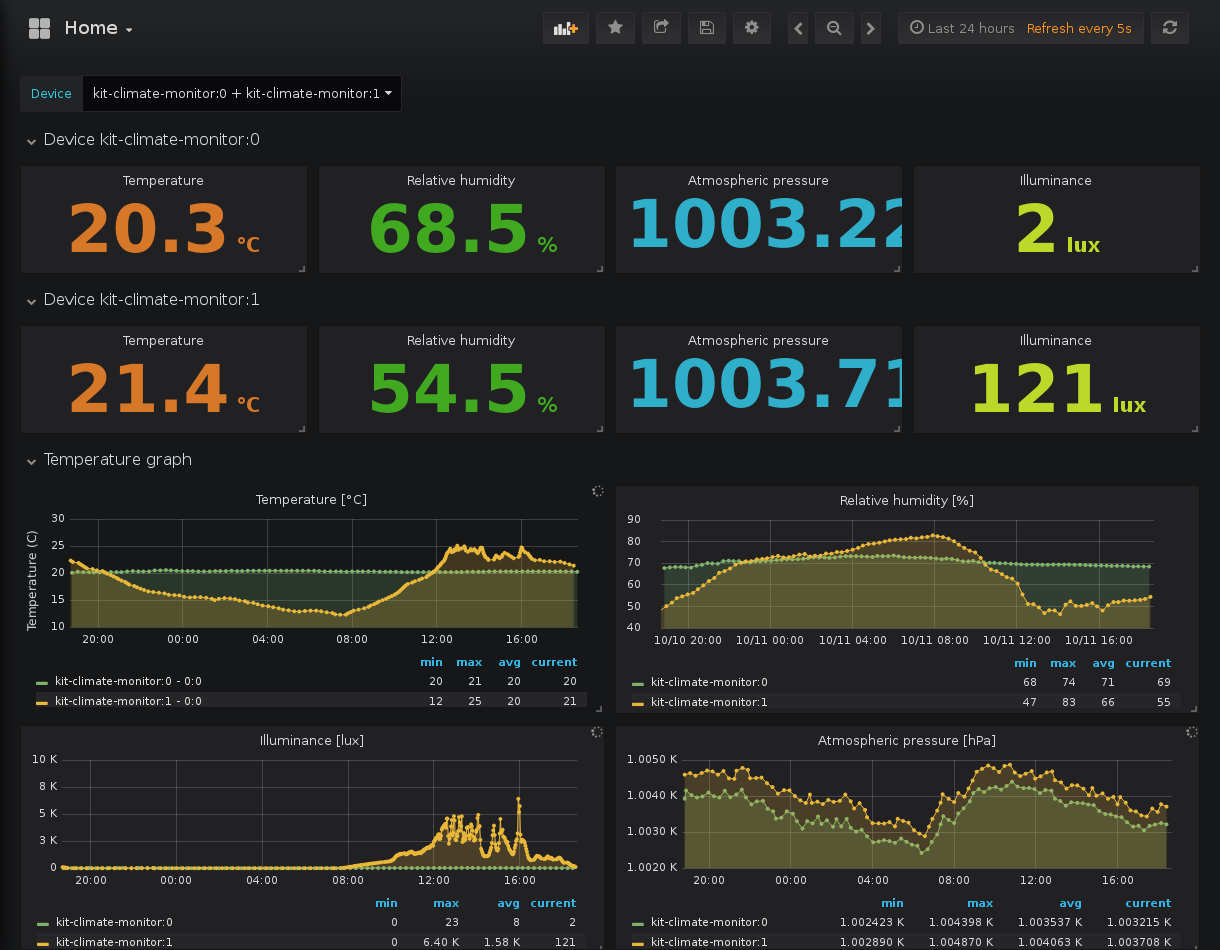 Home
Last 24 hours Refresh every 5s
Device kit-climate-monitor:0 + kit-climate-monitor:1
Device kit-climate-monitor:0
Temperature Relative humidity Atmospheric pressure Illuminance
20.3 °C 68.5 % 1003.22 2 lux
Device kit-climate-monitor:1
Temperature Relative humidity Atmospheric pressure Illuminance
21.4 °C 54.5 % 1003.71 121 lux
Temperature graph
Temperature [°C]
Temperature (C)
30
25
20
15
10
20:00 00:00 04:00 08:00 12:00 16:00
min max avg current
kit-climate-monitor:0 - 0:0 20 21 20 20
kit-climate-monitor:1 - 0:0 12 25 20 21
Relative humidity [%]
90
80
70
60
50
40
10/10 20:00 10/11 00:00 10/11 04:00 10/11 08:00 10/11 12:00 10/11 16:00
min max avg current
kit-climate-monitor:0 68 74 71 69
kit-climate-monitor:1 47 83 66 55
Illuminance [lux]
10 K
8 K
5 K
3 K
0
20:00 00:00 04:00 08:00 12:00 16:00
min max avg current
kit-climate-monitor:0 0 23 8 2
kit-climate-monitor:1 0 6.40 K 1.58 K 121
Atmospheric pressure [hPa]
1.0050 K
1.0040 K
1.0030 K
1.0020 K
20:00 00:00 04:00 08:00 12:00 16:00
min max avg current
kit-climate-monitor:0 1.002423 K 1.004398 K 1.003537 K 1.003215 K
kit-climate-monitor:1 1.002890 K 1.004870 K 1.004063 K 1.003708 K